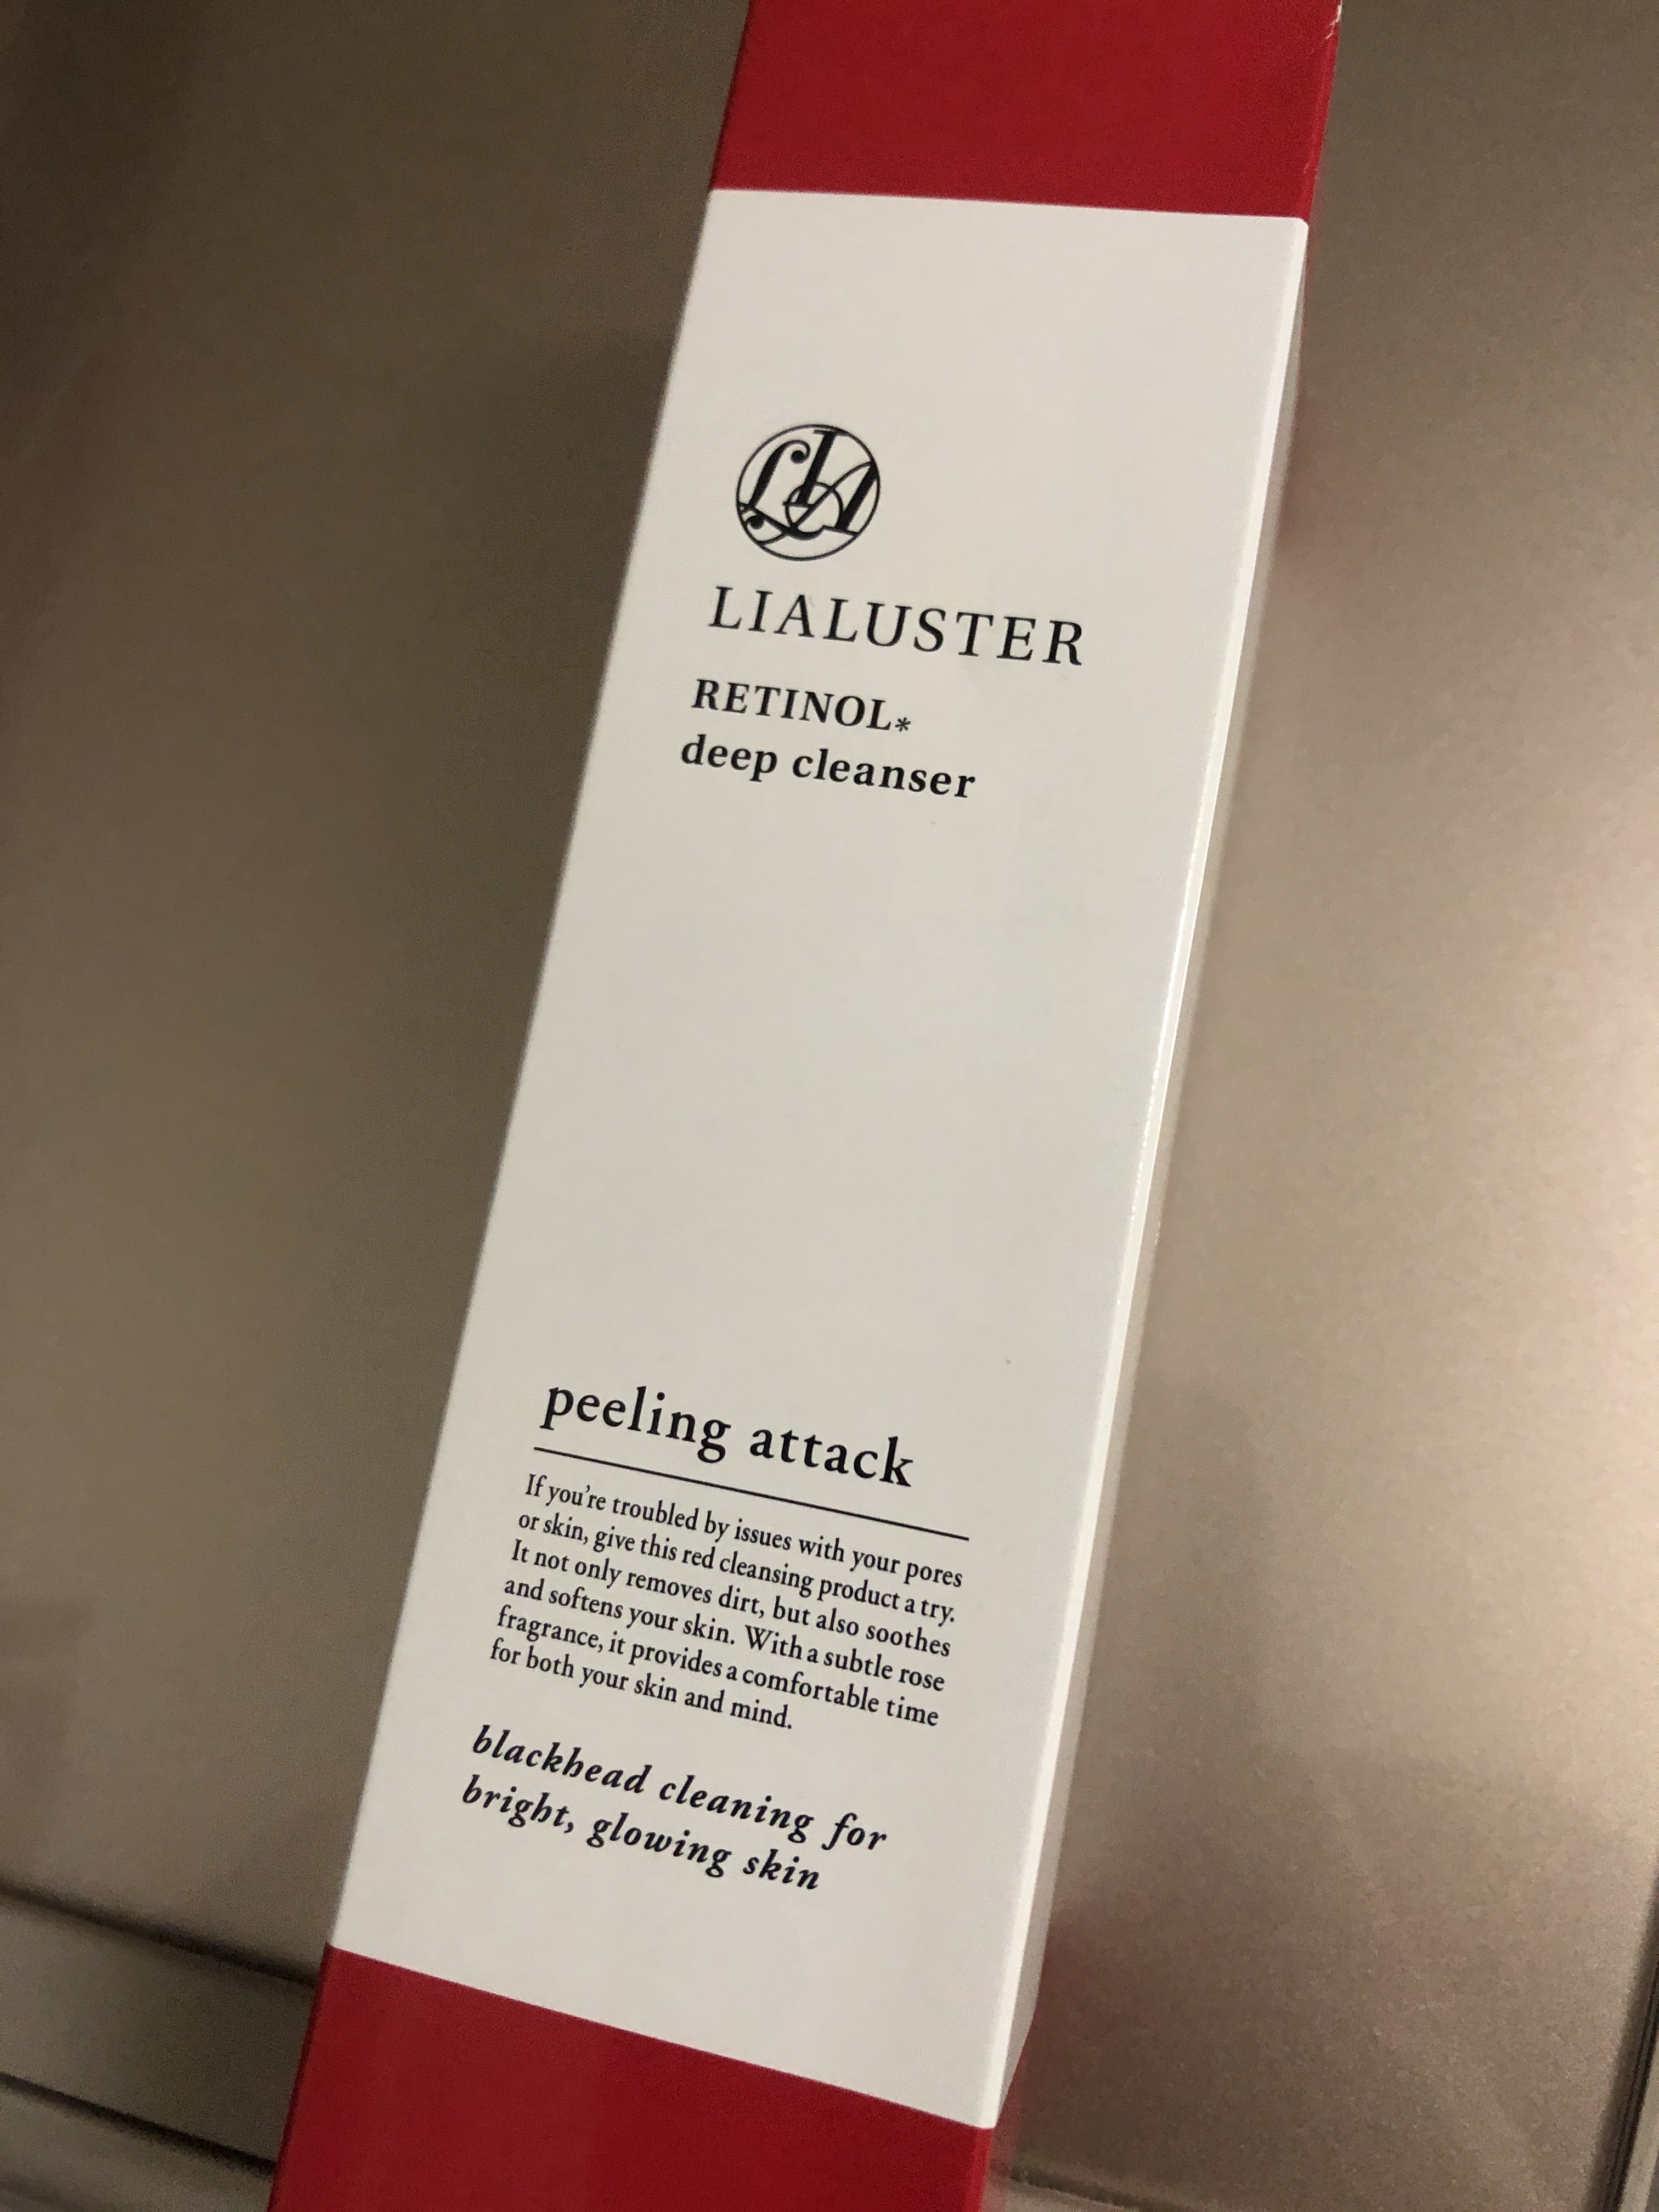 LIA
LIALUSTER
RETINOL*
deep cleanser
peeling attack
If you're troubled by issues with your pores
or skin, give this red cleansing product a try.
It not only removes dirt, but also soothes
and softens your skin. With a subtle rose
fragrance, it provides a comfortable time
for both your skin and mind.
blackhead cleaning for
bright, glowing skin